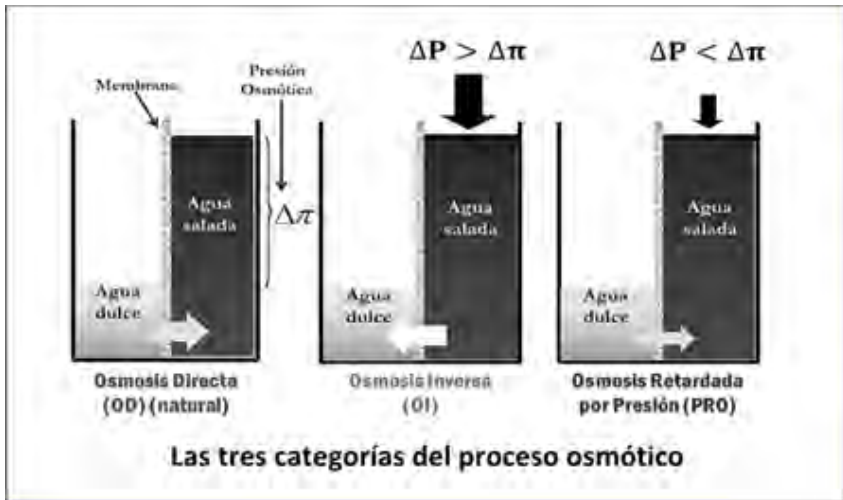 ΔP > Δπ
ΔP < Δπ
Presión
Osmótica
Membrana
Agua
salada
Δπ
Agua
dulce
Agua
salada
Agua
dulce
Agua
salada
Agua
dulce
Osmosis Directa
(OD) (natural)
Osmosis Inversa
(OI)
Osmosis Retardada
por Presión (PRO)
Las tres categorías del proceso osmótico